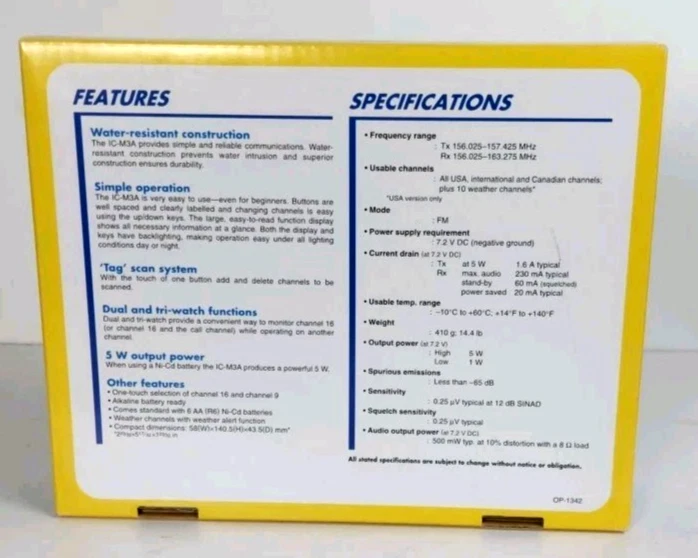 FEATURES
Water-resistant construction
The IC-M3A provides simple and reliable communications. Water-
resistant construction prevents water intrusion and superior
construction ensures durability.
Simple operation
The IC-M3A is very easy to use—even for beginners. Buttons are
well spaced and clearly labelled and changing channels is easy
using the up/down keys. The large, easy-to-read function display
shows all necessary information at a glance. Both the display and
keys have backlighting, making operation easy under all lighting
conditions day or night.
'Tag' scan system
With the touch of one button add and delete channels to be
scanned.
Dual and tri-watch functions
Dual and tri-watch provide a convenient way to monitor channel 16
(or channel 16 and the call channel) while operating on another
channel.
5 W output power
When using a Ni-Cd battery the IC-M3A produces a powerful 5 W.
Other features
• One-touch selection of channel 16 and channel 9
• Alkaline battery ready
• Comes standard with 6 AA (R6) Ni-Cd batteries
• Weather channels with weather alert function
• Compact dimensions: 58(W)×140.5(H)×43.5(D) mm*
SPECIFICATIONS
• Frequency range
: Tx 156.025–157.425 MHz
Rx 156.025–163.275 MHz
• Usable channels
: All USA, international and Canadian channels;
plus 10 weather channels*
*USA version only
• Mode
: FM
• Power supply requirement
: 7.2 V DC (negative ground)
• Current drain (at 7.2 V DC)
: Tx at 5 W 1.6 A typical
Rx max. audio 230 mA typical
stand-by 60 mA (squelched)
power saved 20 mA typical
• Usable temp. range
: –10°C to +60°C; +14°F to +140°F
• Weight
: 410 g; 14.4 lb
• Output power (at 7.2 V)
: High 5 W
Low 1 W
• Spurious emissions
: Less than –65 dB
• Sensitivity
: 0.25 µV typical at 12 dB SINAD
• Squelch sensitivity
: 0.25 µV typical
• Audio output power (at 7.2 V DC)
: 500 mW typ. at 10% distortion with a 8 Ω load
All stated specifications are subject to change without notice or obligation.
OP-1342